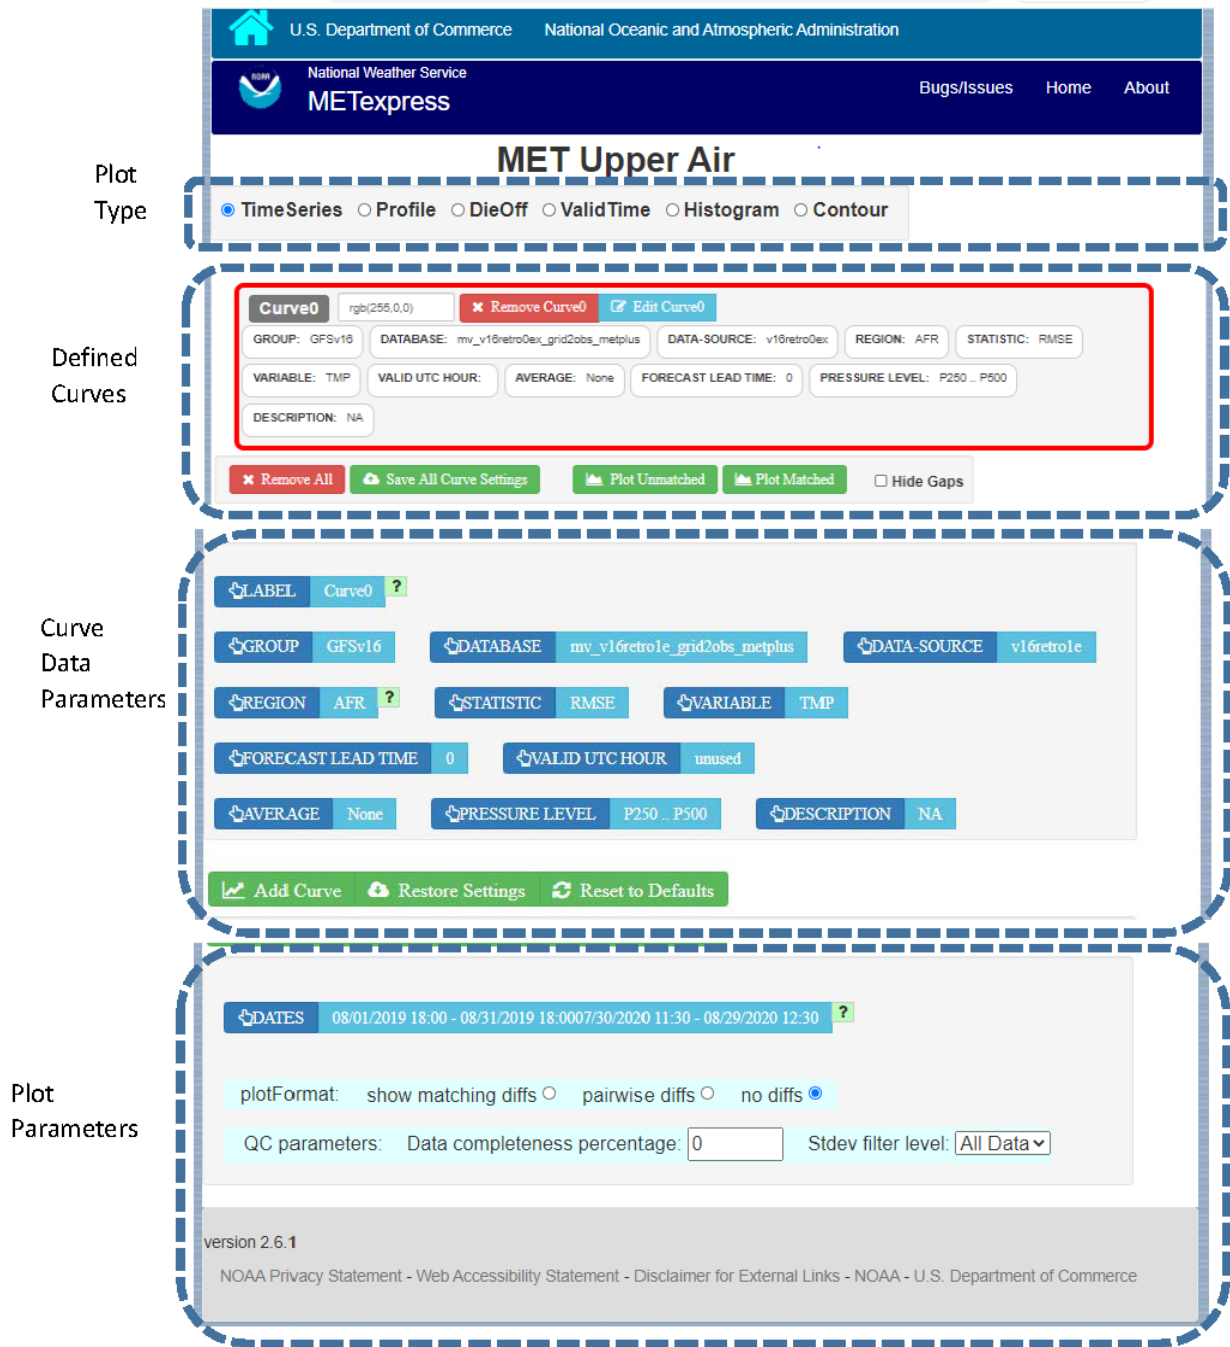 U.S. Department of Commerce National Oceanic and Atmospheric Administration
NOAA
National Weather Service
METexpress
Bugs/Issues Home About
MET Upper Air
Plot
Type
TimeSeries Profile DieOff ValidTime Histogram Contour
Defined
Curves
Curve0 rgb(255,0,0) Remove Curve0 Edit Curve0
GROUP: GFSv16 DATABASE: mv_v16retro0ex_grid2obs_metplus DATA-SOURCE: v16retro0ex REGION: AFR STATISTIC: RMSE
VARIABLE: TMP VALID UTC HOUR: AVERAGE: None FORECAST LEAD TIME: 0 PRESSURE LEVEL: P250 .. P500
DESCRIPTION: NA
Remove All Save All Curve Settings Plot Unmatched Plot Matched Hide Gaps
Curve
Data
Parameters
LABEL Curve0 ?
GROUP GFSv16 DATABASE mv_v16retro1e_grid2obs_metplus DATA-SOURCE v16retro1e
REGION AFR ? STATISTIC RMSE VARIABLE TMP
FORECAST LEAD TIME 0 VALID UTC HOUR unused
AVERAGE None PRESSURE LEVEL P250 .. P500 DESCRIPTION NA
Add Curve Restore Settings Reset to Defaults
Plot
Parameters
DATES 08/01/2019 18:00 - 08/31/2019 18:0007/30/2020 11:30 - 08/29/2020 12:30 ?
plotFormat: show matching diffs pairwise diffs no diffs
QC parameters: Data completeness percentage: 0 Stdev filter level: All Data
version 2.6.1
NOAA Privacy Statement - Web Accessibility Statement - Disclaimer for External Links - NOAA - U.S. Department of Commerce